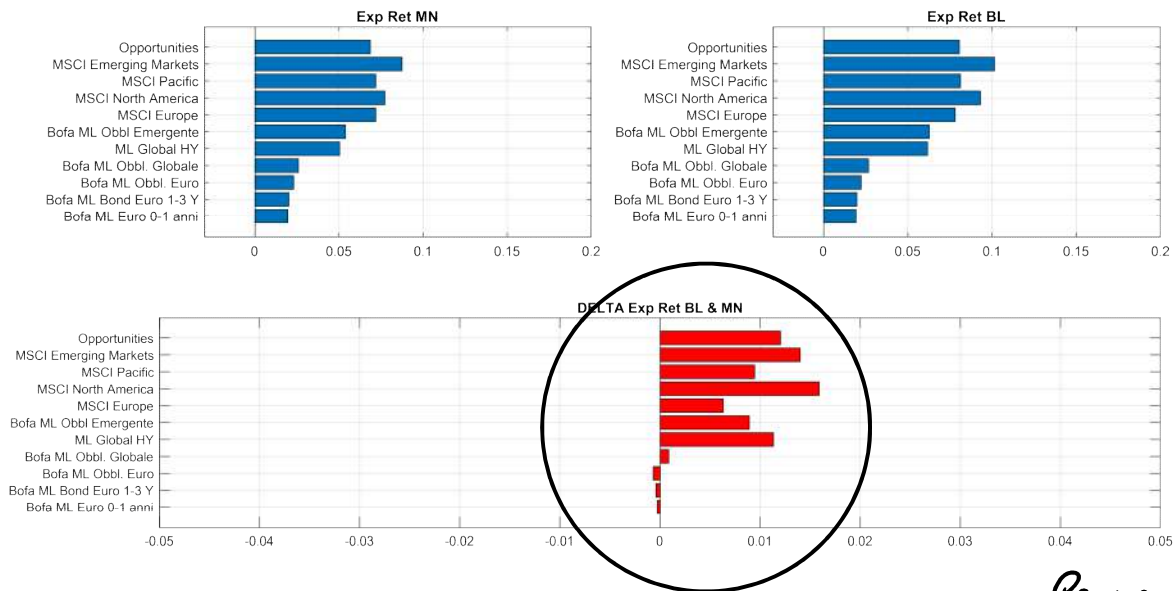 Exp Ret MN
Opportunities
MSCI Emerging Markets
MSCI Pacific
MSCI North America
MSCI Europe
Bofa ML Obbl Emergente
ML Global HY
Bofa ML Obbl. Globale
Bofa ML Obbl. Euro
Bofa ML Bond Euro 1-3 Y
Bofa ML Euro 0-1 anni
0 0.05 0.1 0.15 0.2
Exp Ret BL
Opportunities
MSCI Emerging Markets
MSCI Pacific
MSCI North America
MSCI Europe
Bofa ML Obbl Emergente
ML Global HY
Bofa ML Obbl. Globale
Bofa ML Obbl. Euro
Bofa ML Bond Euro 1-3 Y
Bofa ML Euro 0-1 anni
0 0.05 0.1 0.15 0.2
DELTA Exp Ret BL & MN
Opportunities
MSCI Emerging Markets
MSCI Pacific
MSCI North America
MSCI Europe
Bofa ML Obbl Emergente
ML Global HY
Bofa ML Obbl. Globale
Bofa ML Obbl. Euro
Bofa ML Bond Euro 1-3 Y
Bofa ML Euro 0-1 anni
-0.05 -0.04 -0.03 -0.02 -0.01 0 0.01 0.02 0.03 0.04 0.05